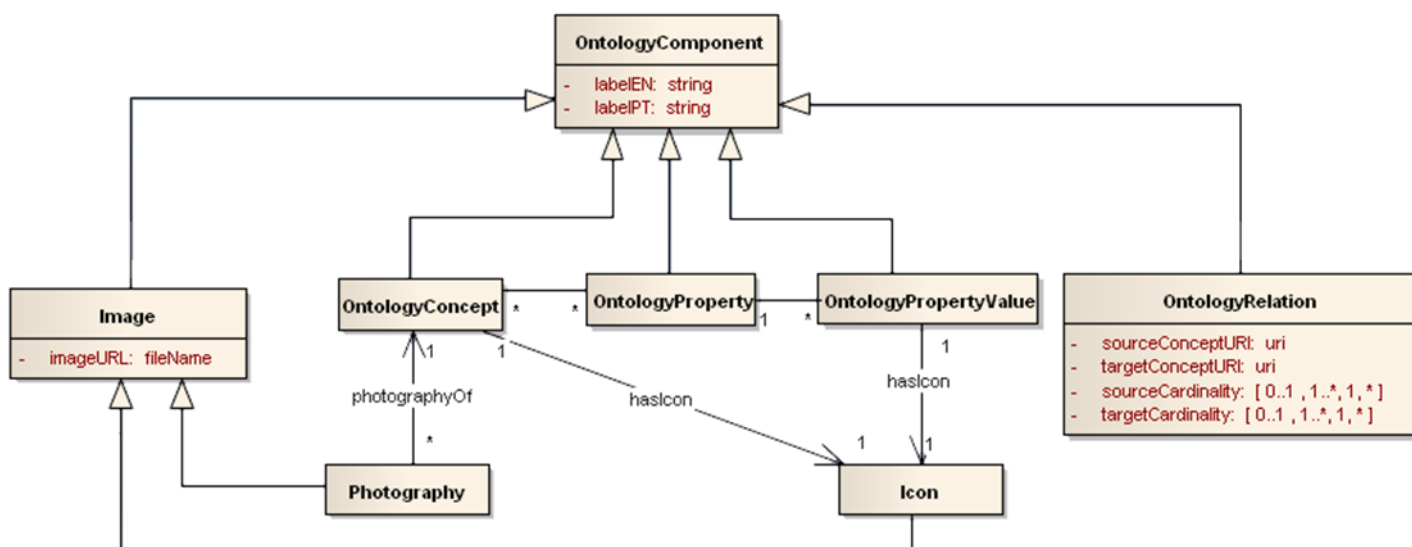 OntologyComponent
- labelEN: string
- labelPT: string
Image
- imageURL: fileName
OntologyConcept
* *
OntologyProperty
1 *
OntologyPropertyValue
OntologyRelation
- sourceConceptURI: uri
- targetConceptURI: uri
- sourceCardinality: [ 0..1 , 1..*, 1, * ]
- targetCardinality: [ 0..1 , 1..*, 1, * ]
1
photographyOf
*
1
hasIcon
1
1
hasIcon
1
Photography
Icon